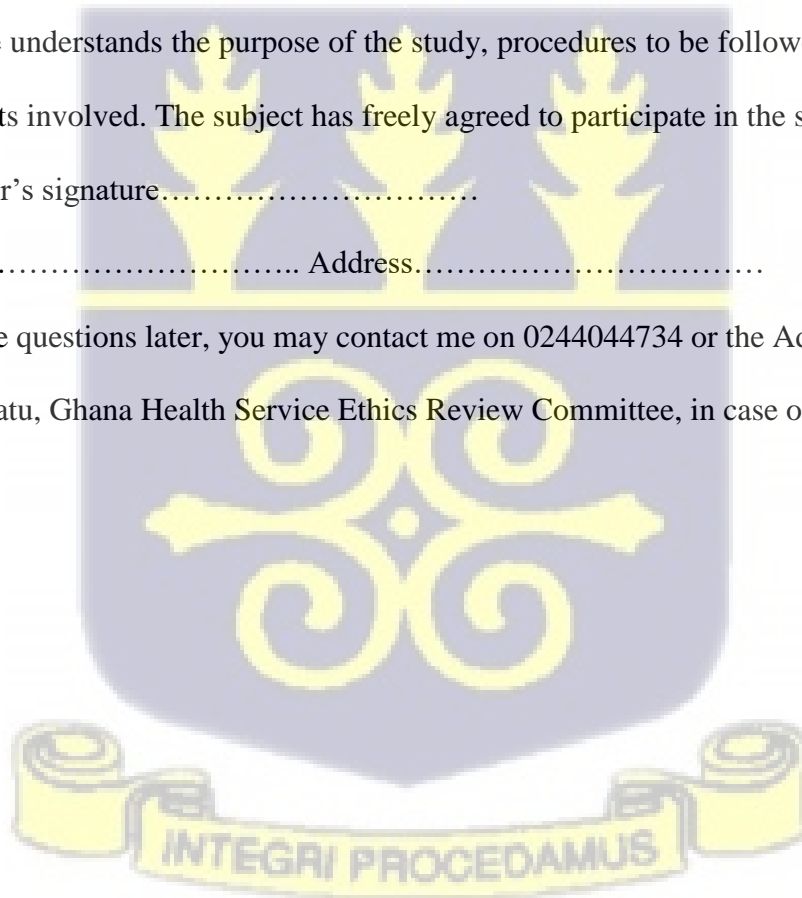 understands the purpose of the study, procedures to be follow
ts involved. The subject has freely agreed to participate in the s
r’s signature…………………………
………………………….. Address……………………………
e questions later, you may contact me on 0244044734 or the Ad
atu, Ghana Health Service Ethics Review Committee, in case o
INTEGRI PROCEDAMUS